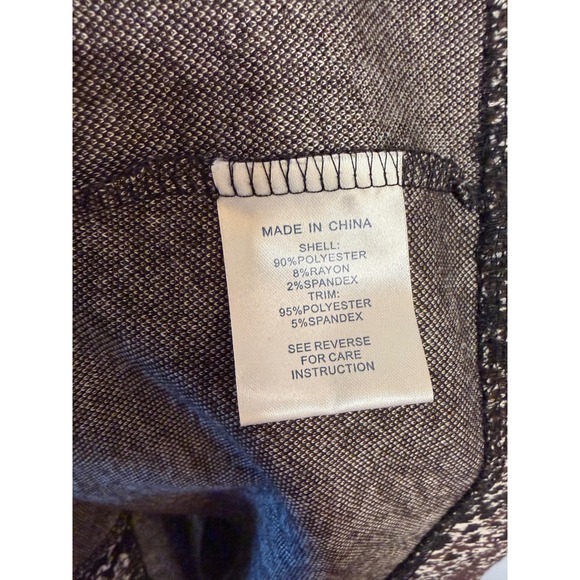 MADE IN CHINA
SHELL:
90%POLYESTER
8%RAYON
2%SPANDEX
TRIM:
95%POLYESTER
5%SPANDEX
SEE REVERSE
FOR CARE
INSTRUCTION